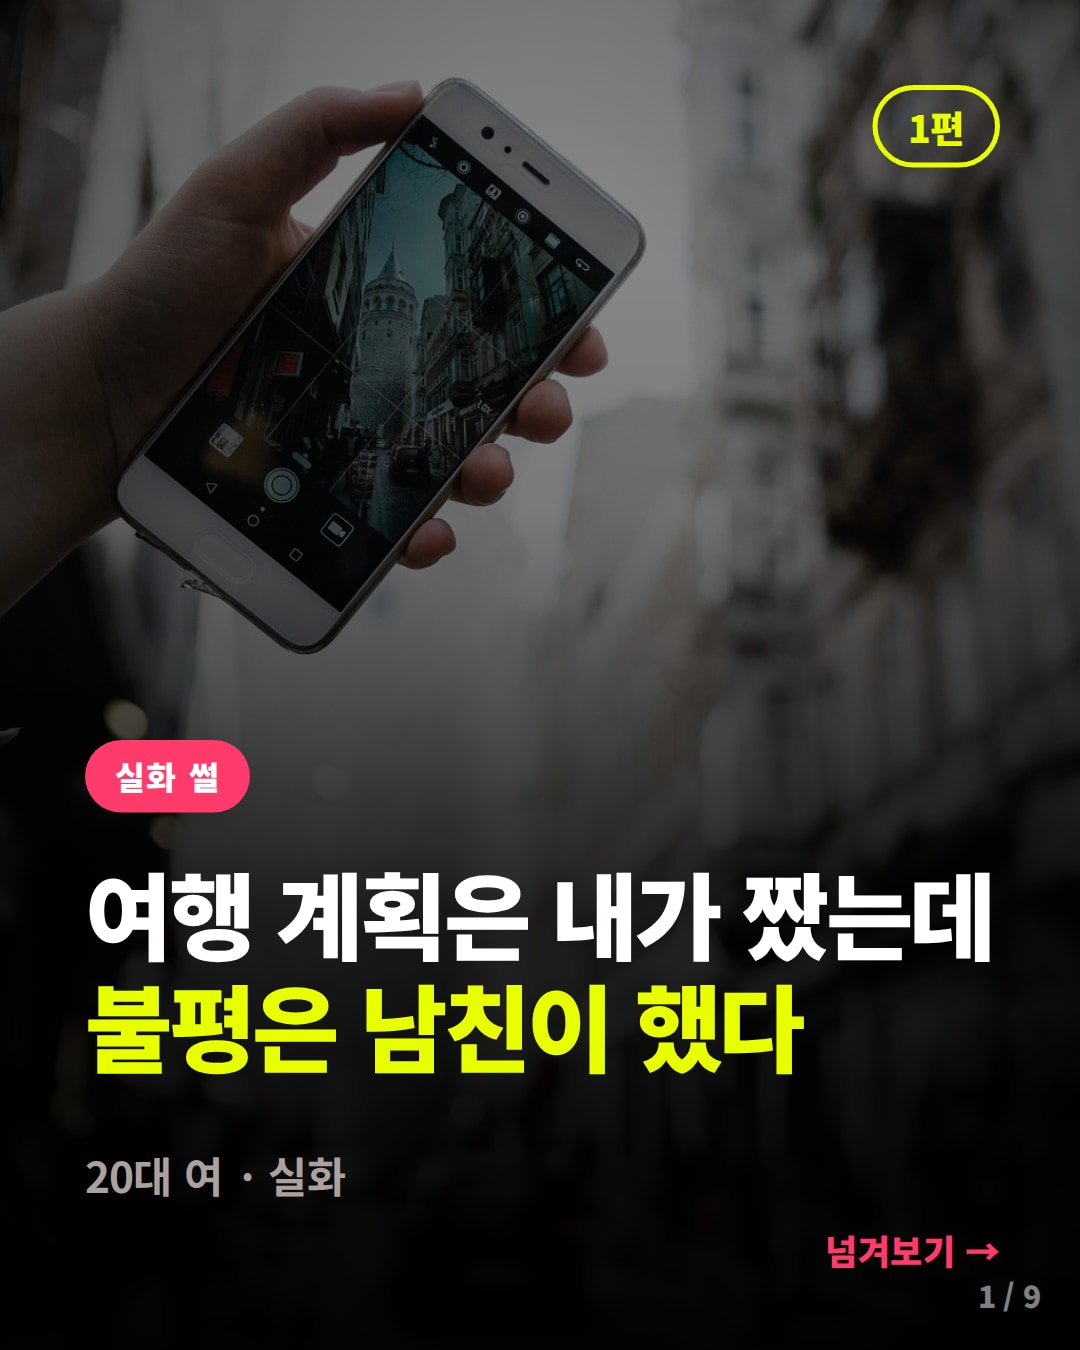 1편
실화 썰
여행 계획은 내가 짰는데
불평은 남친이 했다
20대 여 · 실화
넘겨보기 →
1 / 9